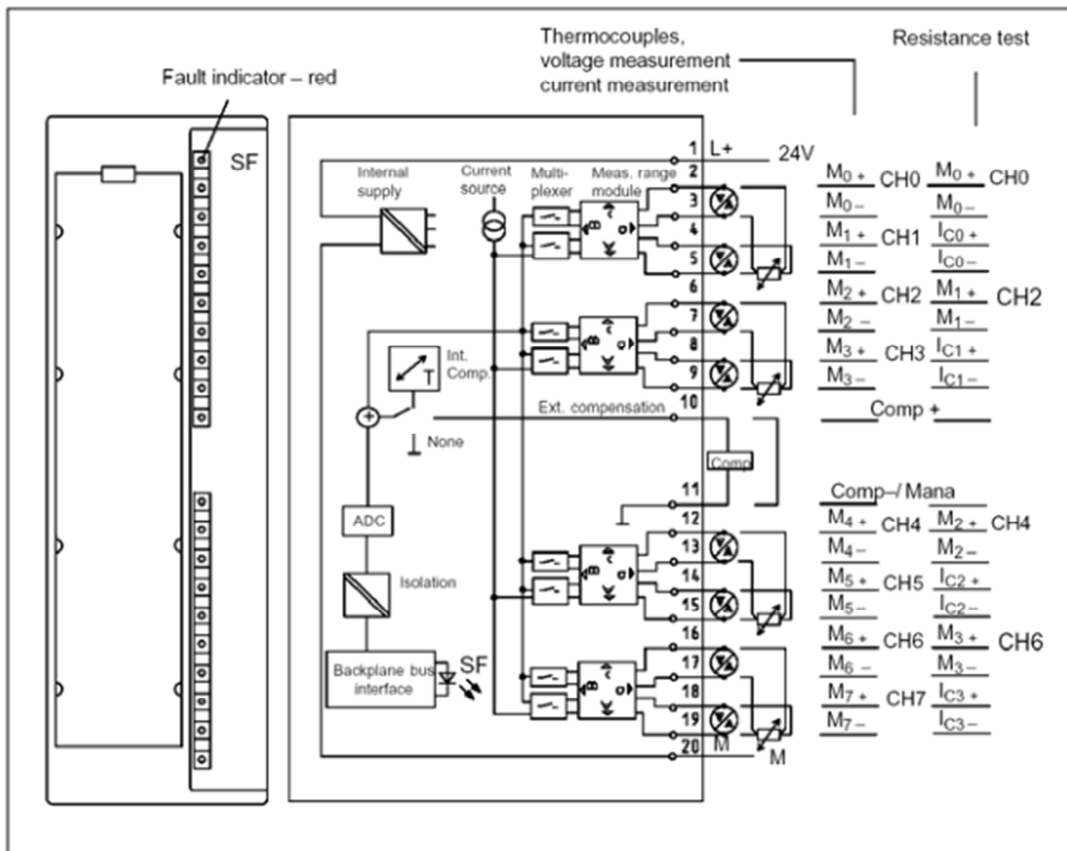 Thermocouples,
voltage measurement
current measurement
Resistance test
Fault indicator – red
SF
Internal
supply
Current
source
Multi-
plexer
Meas. range
module
1 L+ 24V
2
3
4
5
6
7
8
9
10
Int.
Comp.
T
Ext. compensation
None
Comp
11
ADC
12
13
14
15
16
17
18
19
20
Isolation
Backplane bus
interface
SF
M
M
M0 + CH0 M0 + CH0
M0 – M0 –
M1 + CH1 IC0 +
M1 – IC0 –
M2 + CH2 M1 + CH2
M2 – M1 –
M3 + CH3 IC1 +
M3 – IC1 –
Comp +
Comp–/ Mana
M4 + CH4 M2 + CH4
M4 – M2 –
M5 + CH5 IC2 +
M5 – IC2 –
M6 + CH6 M3 + CH6
M6 – M3 –
M7 + CH7 IC3 +
M7 – IC3 –